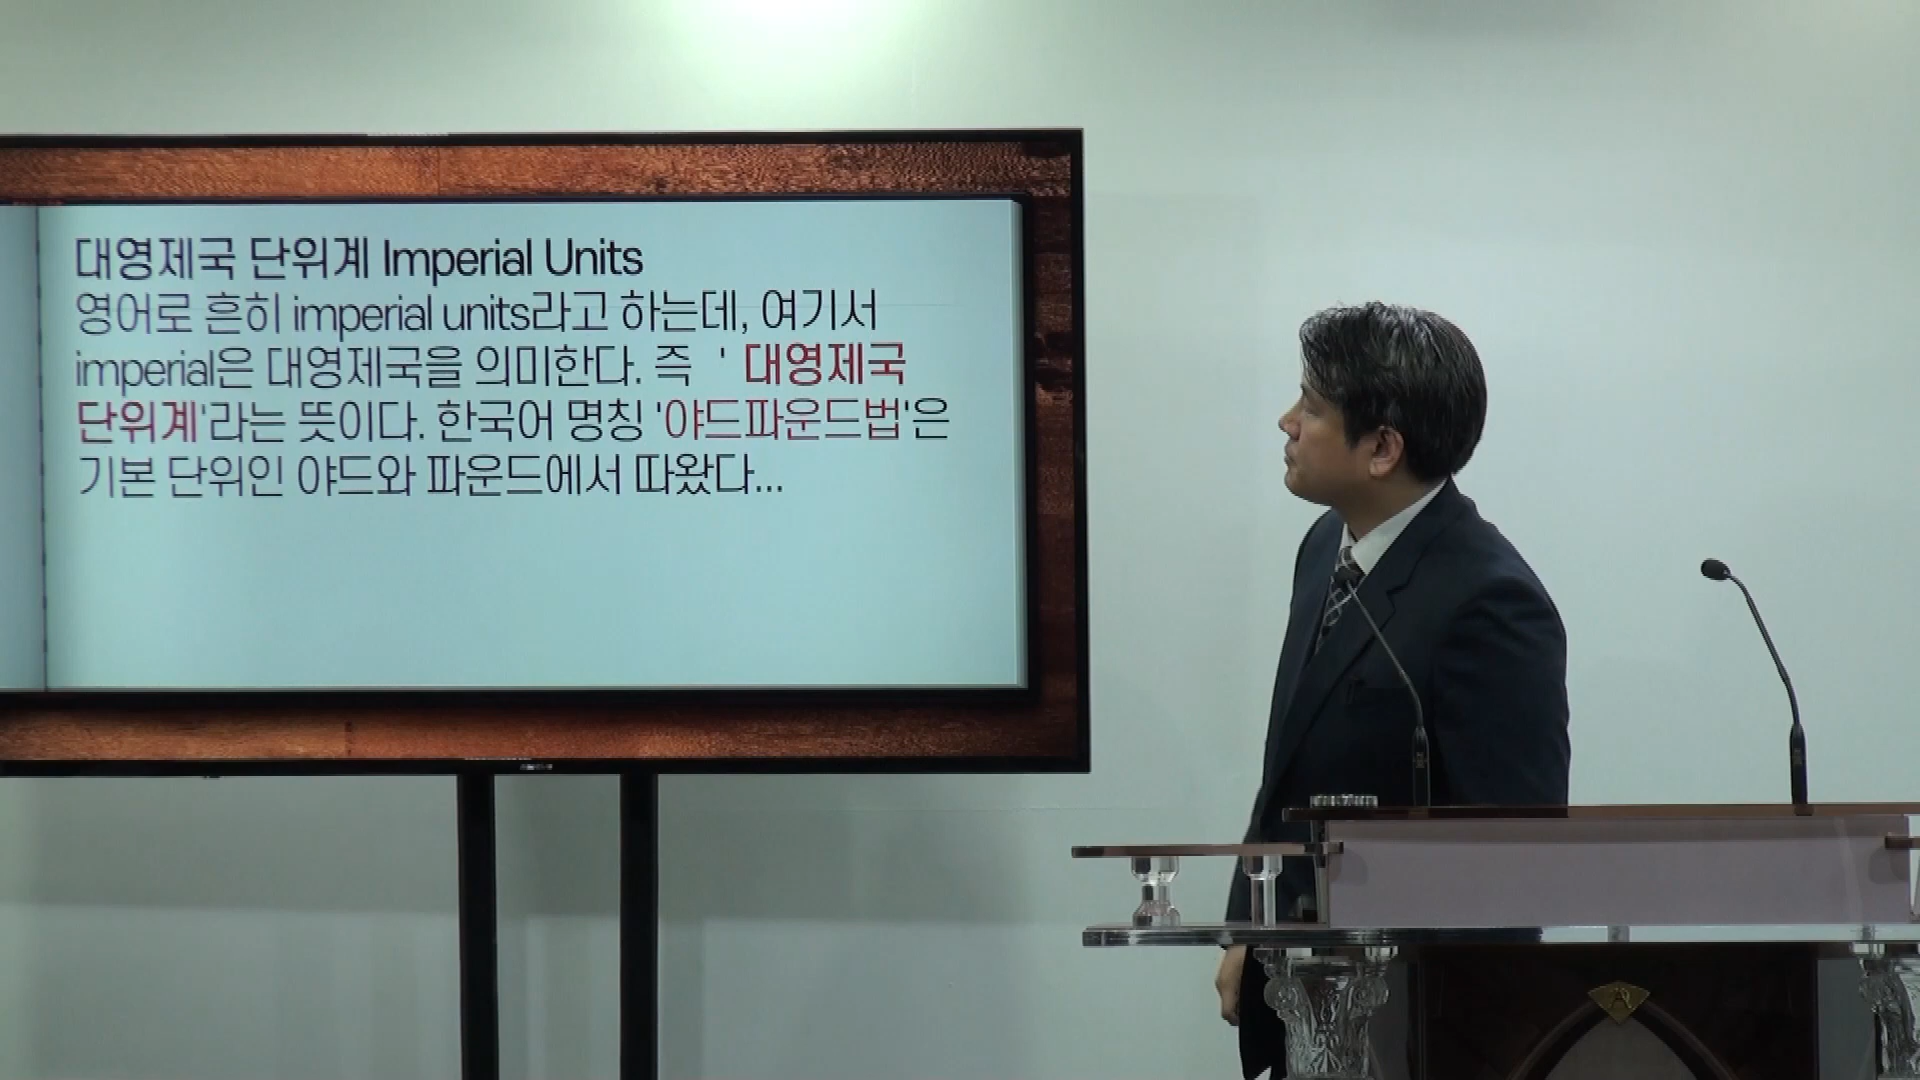 대영제국 단위계 Imperial Units
영어로 흔히 imperial units라고 하는데, 여기서
imperial은 대영제국을 의미한다. 즉 ' 대영제국
단위계'라는 뜻이다. 한국어 명칭 '야드파운드법'은
기본 단위인 야드와 파운드에서 따왔다...